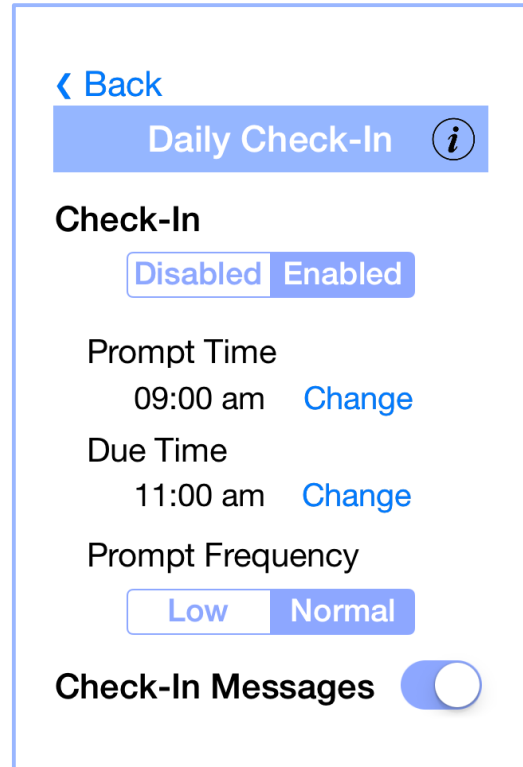 ❮ Back
Daily Check-In i
Check-In
Disabled Enabled
Prompt Time
09:00 am Change
Due Time
11:00 am Change
Prompt Frequency
Low Normal
Check-In Messages